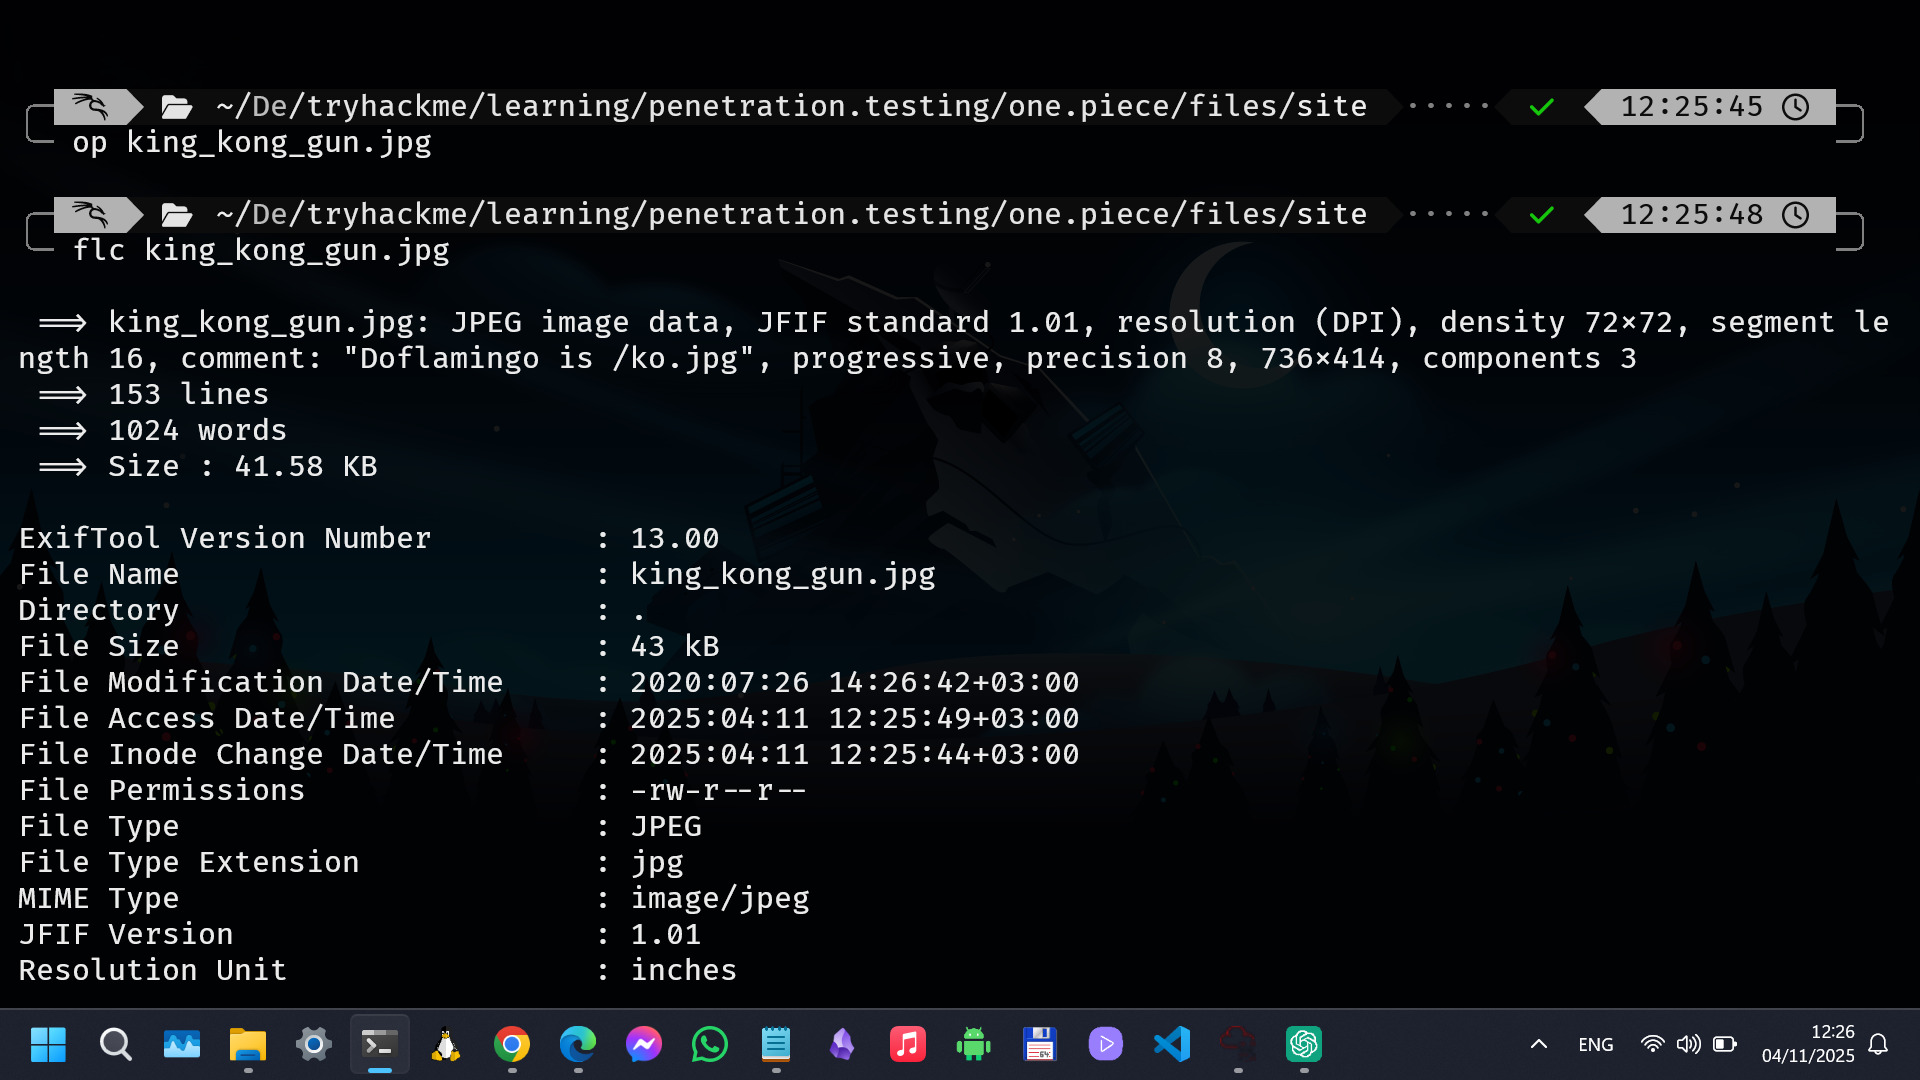 ~/De/tryhackme/learning/penetration.testing/one.piece/files/site ····· ✓ 12:25:45
op king_kong_gun.jpg
~/De/tryhackme/learning/penetration.testing/one.piece/files/site ····· ✓ 12:25:48
flc king_kong_gun.jpg
⟹ king_kong_gun.jpg: JPEG image data, JFIF standard 1.01, resolution (DPI), density 72×72, segment le
ngth 16, comment: "Doflamingo is /ko.jpg", progressive, precision 8, 736×414, components 3
⟹ 153 lines
⟹ 1024 words
⟹ Size : 41.58 KB
ExifTool Version Number : 13.00
File Name : king_kong_gun.jpg
Directory : .
File Size : 43 kB
File Modification Date/Time : 2020:07:26 14:26:42+03:00
File Access Date/Time : 2025:04:11 12:25:49+03:00
File Inode Change Date/Time : 2025:04:11 12:25:44+03:00
File Permissions : -rw-r--r--
File Type : JPEG
File Type Extension : jpg
MIME Type : image/jpeg
JFIF Version : 1.01
Resolution Unit : inches
64
ENG
12:26
04/11/2025